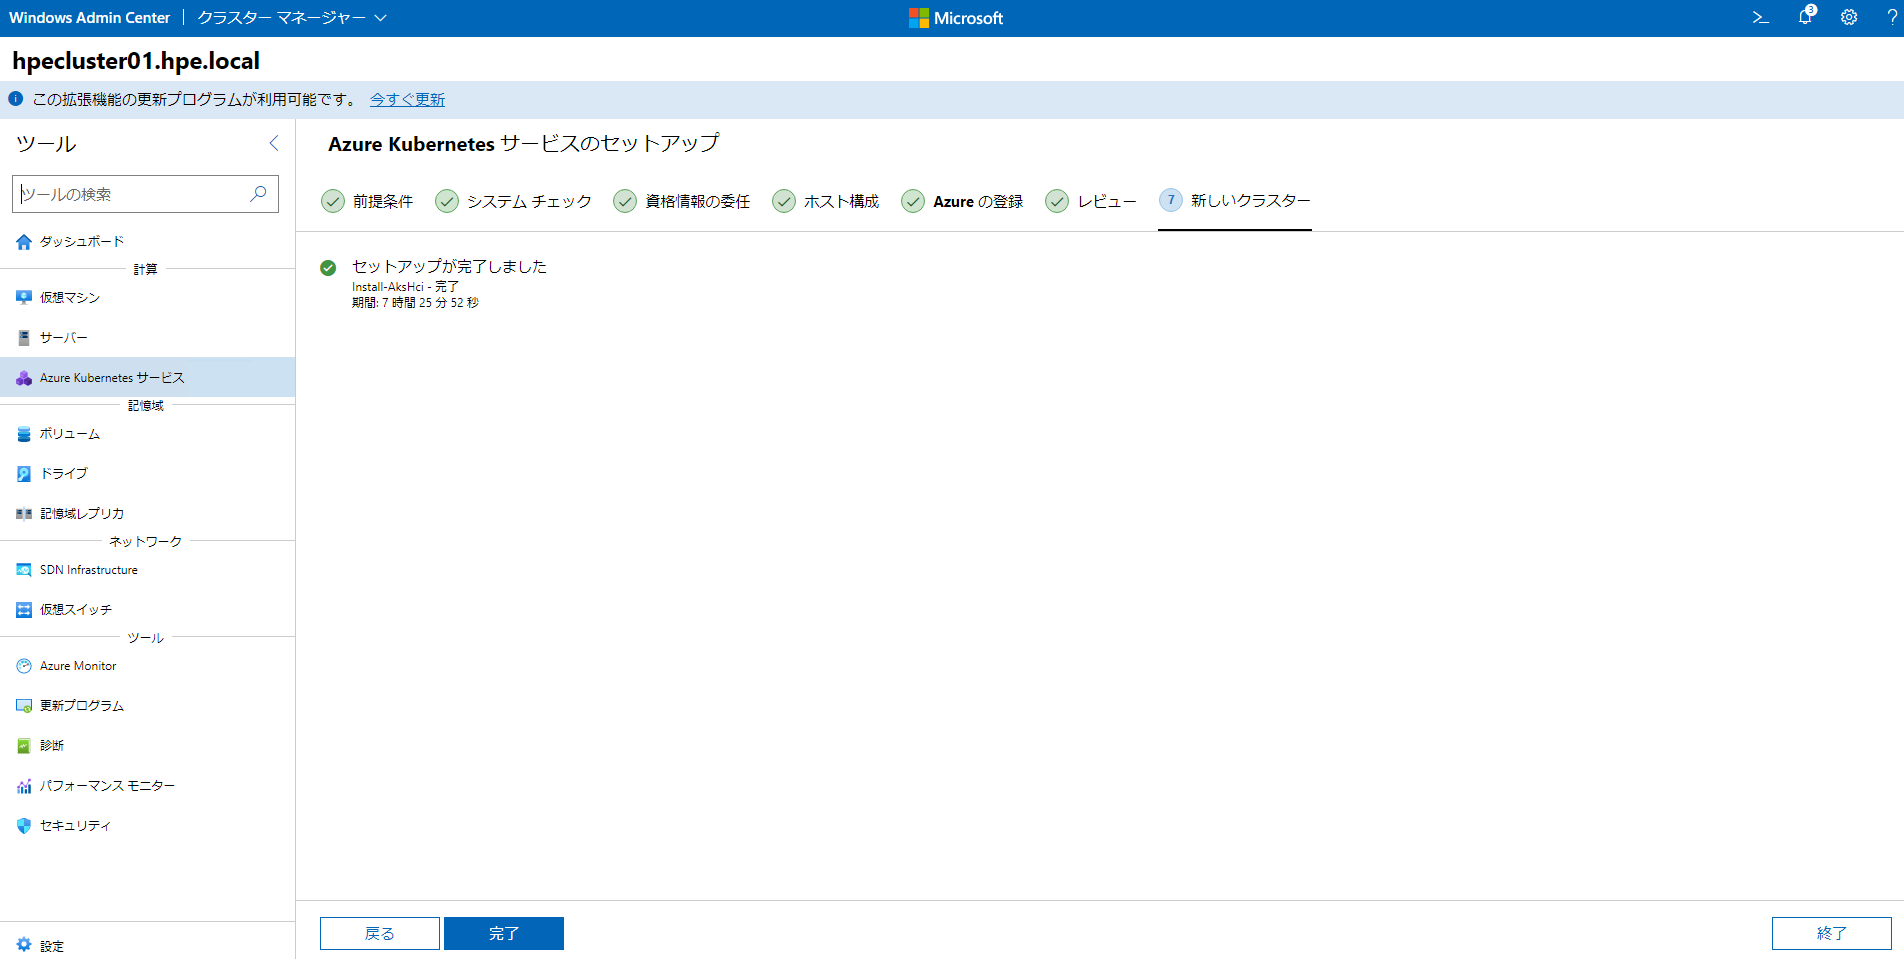 Windows Admin Center | クラスター マネージャー
Microsoft
3
?
hpecluster01.hpe.local
この拡張機能の更新プログラムが利用可能です。 今すぐ更新
ツール
ツールの検索
ダッシュボード
計算
仮想マシン
サーバー
Azure Kubernetes サービス
記憶域
ボリューム
ドライブ
記憶域レプリカ
ネットワーク
SDN Infrastructure
仮想スイッチ
ツール
Azure Monitor
更新プログラム
診断
パフォーマンス モニター
セキュリティ
設定
Azure Kubernetes サービスのセットアップ
前提条件 システム チェック 資格情報の委任 ホスト構成 Azure の登録 レビュー 7 新しいクラスター
セットアップが完了しました
Install-AksHci - 完了
期間: 7 時間 25 分 52 秒
戻る 完了 終了